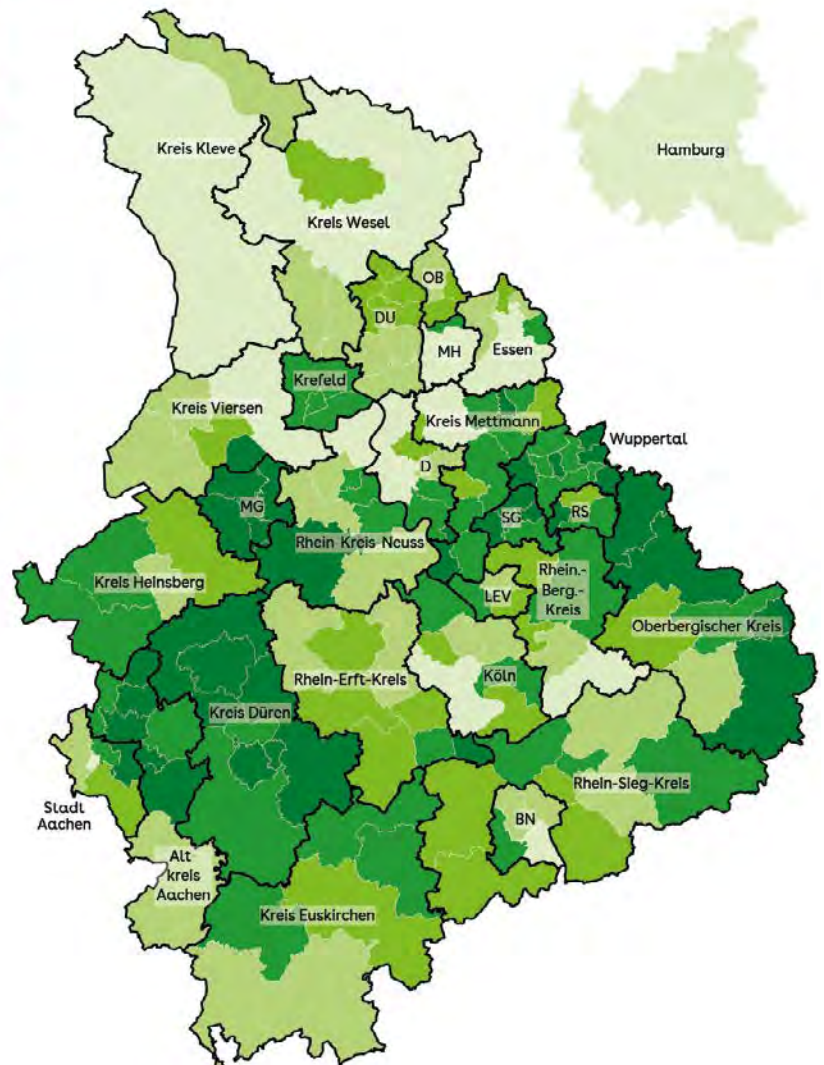 Kreis Kleve
Hamburg
Kreis Wesel
OB
DU
MH
Essen
Krefeld
Kreis Viersen
Kreis Mettmann
Wuppertal
D
MG
SG
RS
Rhein-Kreis-Neuss
Kreis Heinsberg
LEV
Rhein.-
Berg.-
Kreis
Oberbergischer Kreis
Rhein-Erft-Kreis
Köln
Kreis Düren
Rhein-Sieg-Kreis
Stadt
Aachen
BN
Alt
kreis
Aachen
Kreis Euskirchen